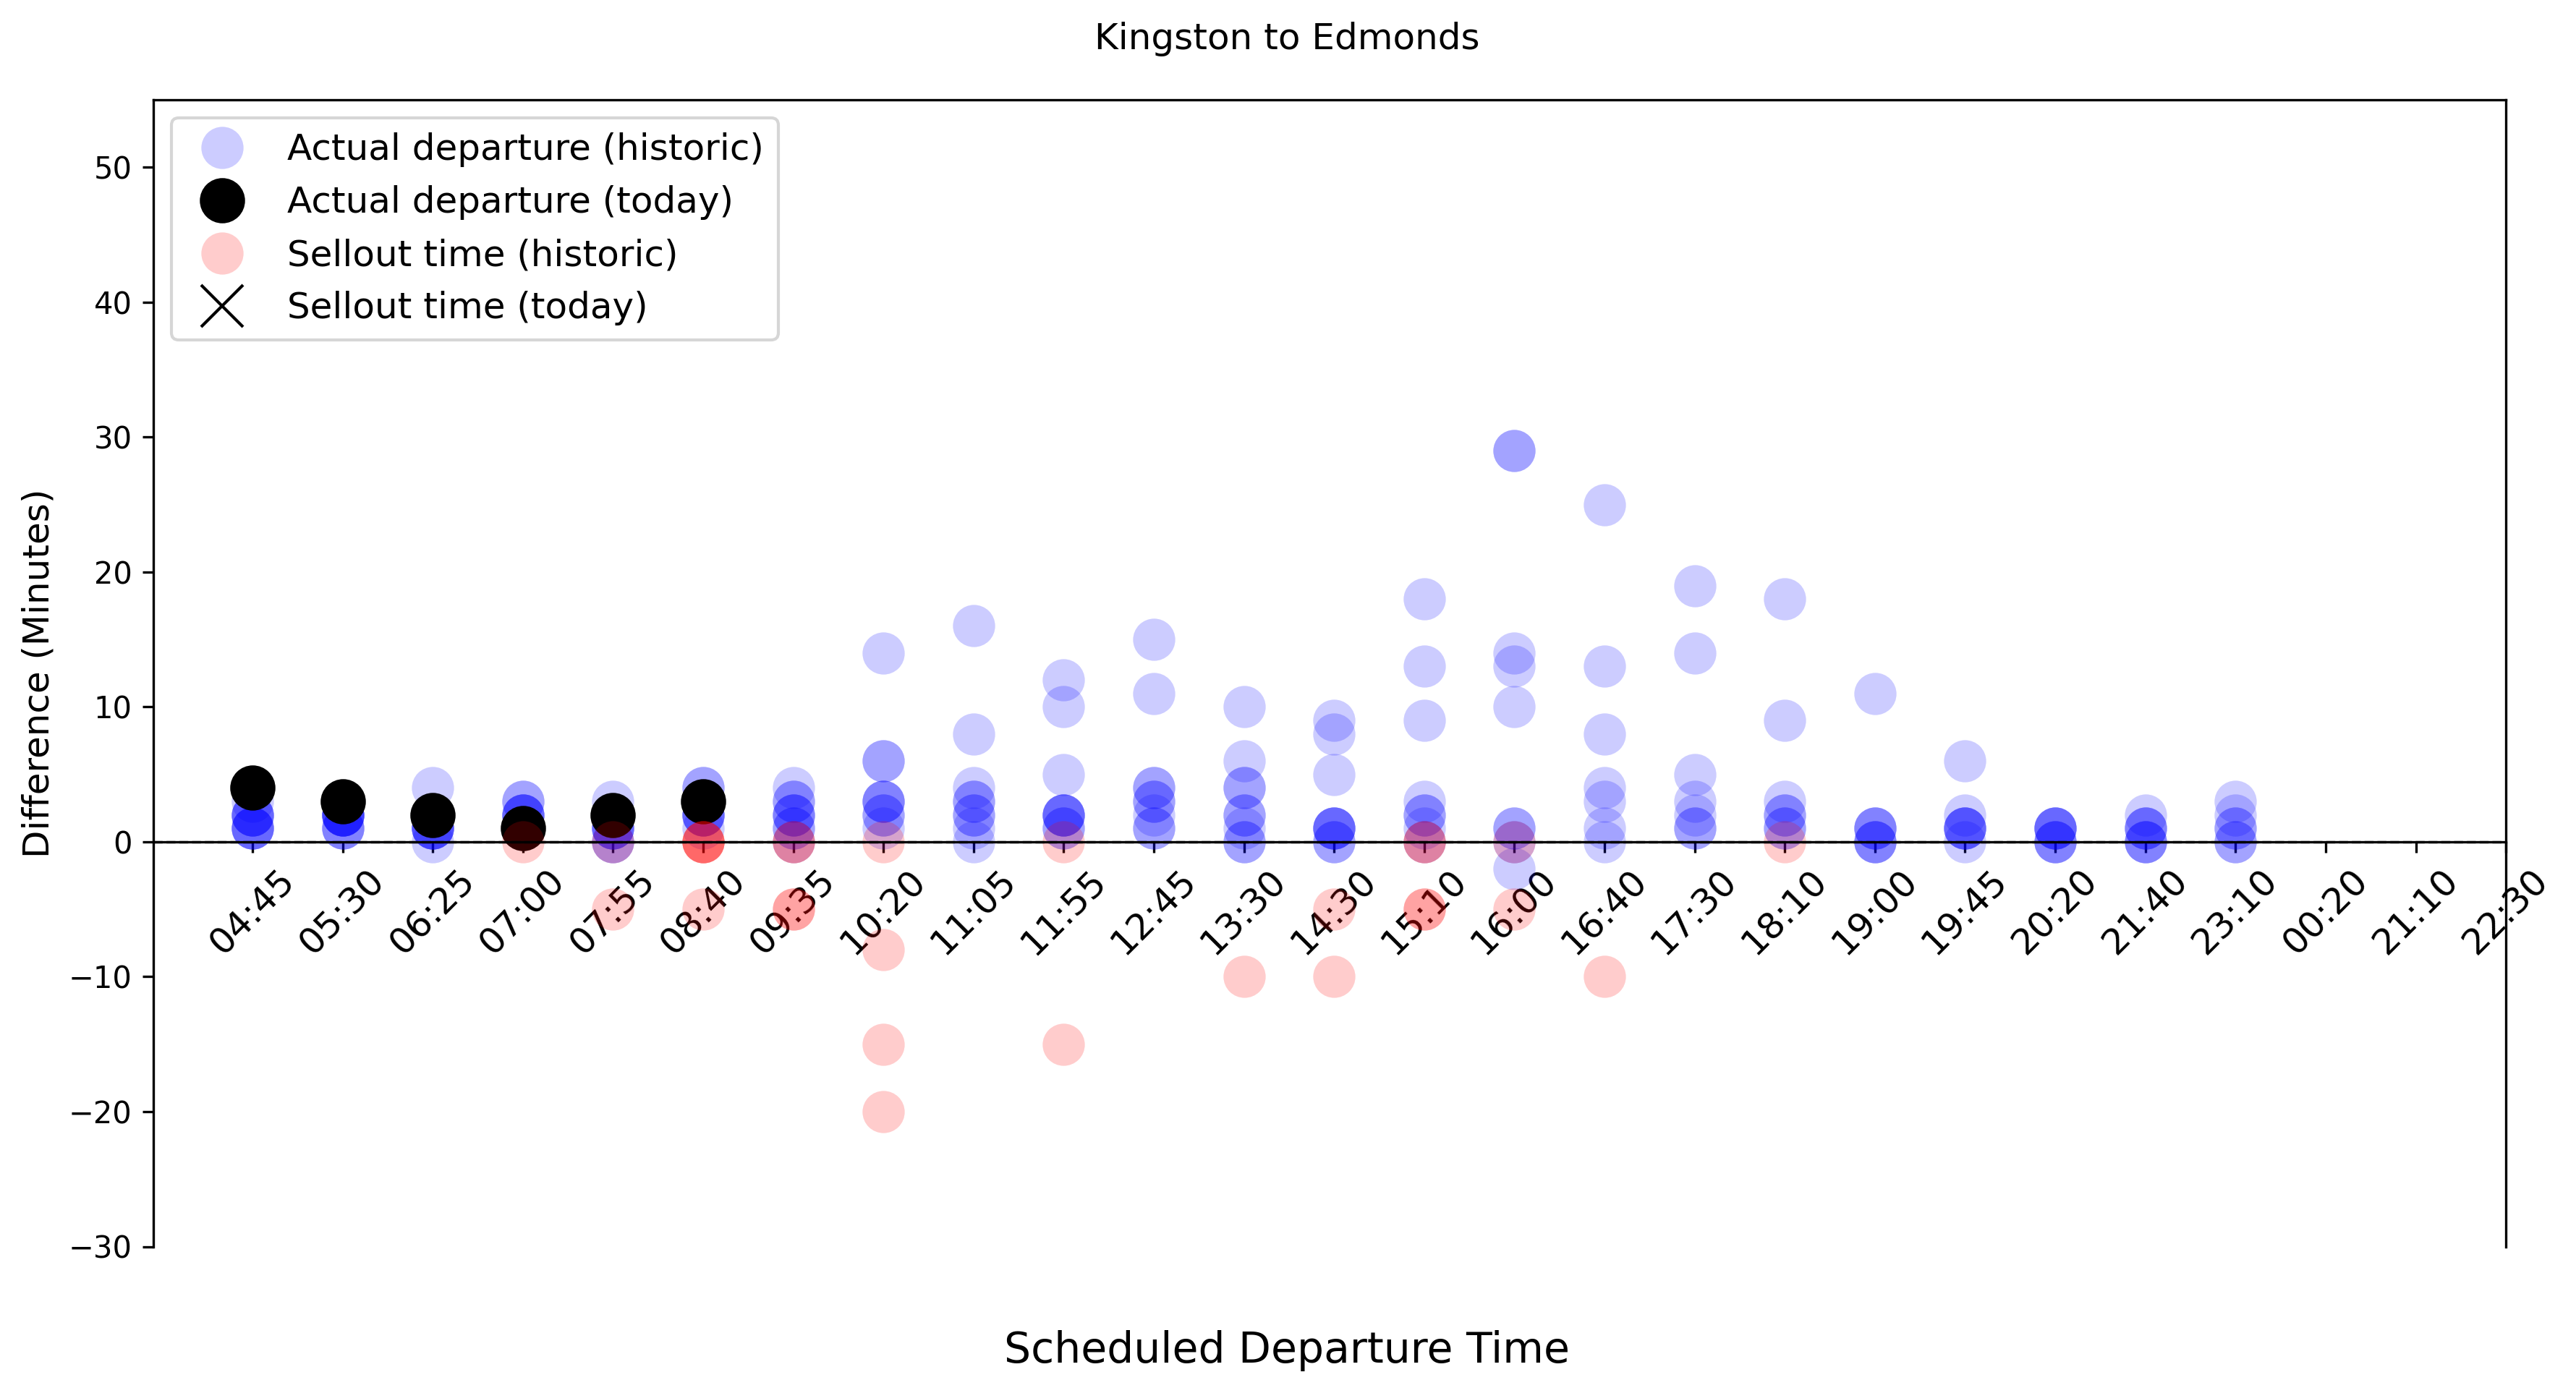 Kingston to Edmonds
Actual departure (historic)
Actual departure (today)
Sellout time (historic)
Sellout time (today)
Difference (Minutes)
50
40
30
20
10
0
−10
−20
−30
04:45 05:30 06:25 07:00 07:55 08:40 09:35 10:20 11:05 11:55 12:45 13:30 14:30 15:10 16:00 16:40 17:30 18:10 19:00 19:45 20:20 21:40 23:10 00:20 21:10 22:30
Scheduled Departure Time